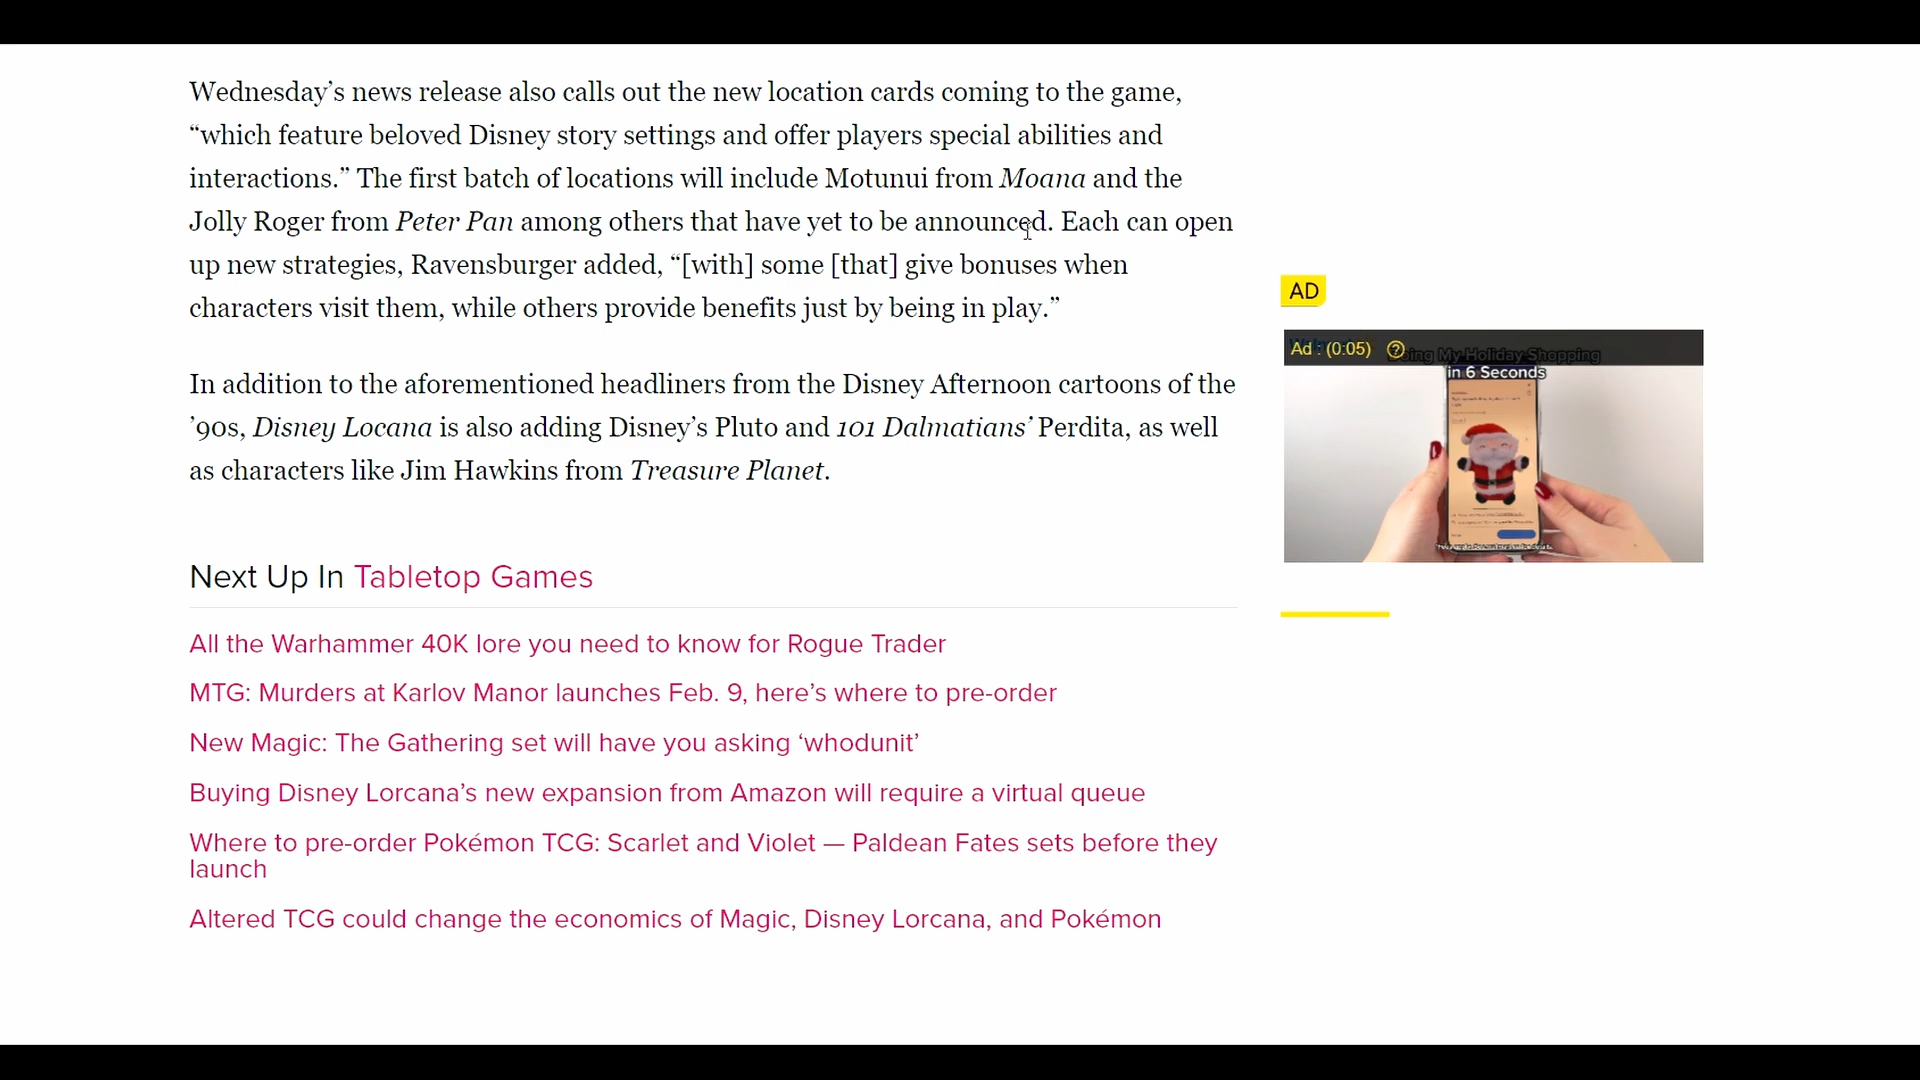 Wednesday’s news release also calls out the new location cards coming to the game,
“which feature beloved Disney story settings and offer players special abilities and
interactions.” The first batch of locations will include Motunui from Moana and the
Jolly Roger from Peter Pan among others that have yet to be announced. Each can open
up new strategies, Ravensburger added, “[with] some [that] give bonuses when
characters visit them, while others provide benefits just by being in play.”
In addition to the aforementioned headliners from the Disney Afternoon cartoons of the
’90s, Disney Locana is also adding Disney’s Pluto and 101 Dalmatians’ Perdita, as well
as characters like Jim Hawkins from Treasure Planet.
Next Up In Tabletop Games
All the Warhammer 40K lore you need to know for Rogue Trader
MTG: Murders at Karlov Manor launches Feb. 9, here’s where to pre-order
New Magic: The Gathering set will have you asking ‘whodunit’
Buying Disney Lorcana’s new expansion from Amazon will require a virtual queue
Where to pre-order Pokémon TCG: Scarlet and Violet — Paldean Fates sets before they
launch
Altered TCG could change the economics of Magic, Disney Lorcana, and Pokémon
AD
Ad : (0:05)
My Holiday Shopping
in 6 Seconds